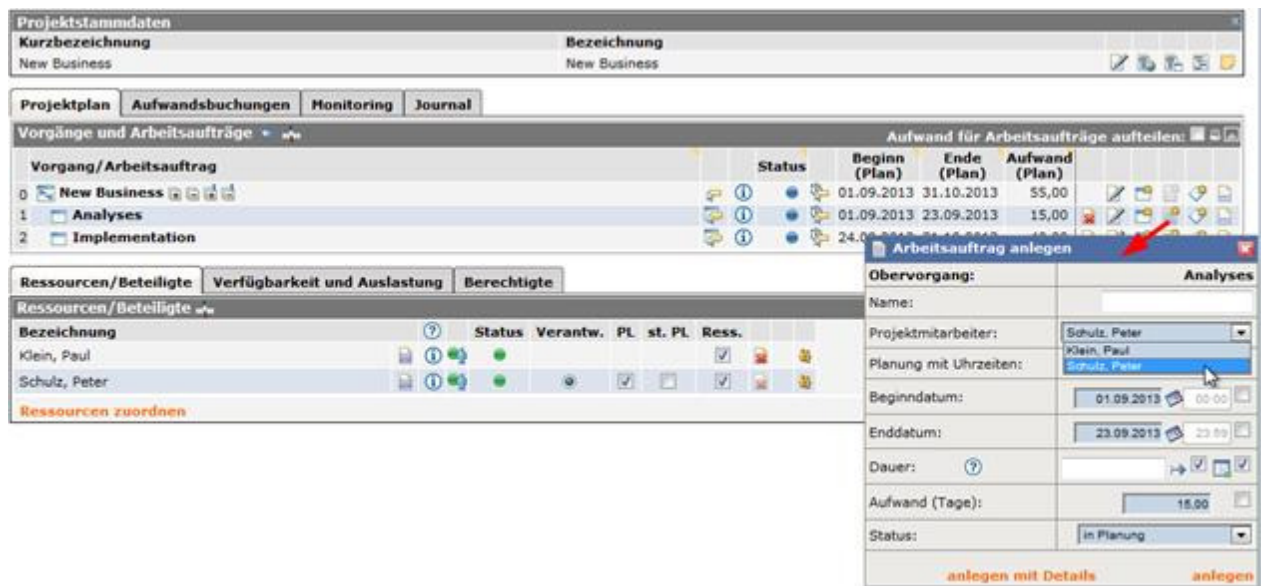 Projektstammdaten
Kurzbezeichnung Bezeichnung
New Business New Business
Projektplan Aufwandsbuchungen Monitoring Journal
Vorgänge und Arbeitsaufträge Aufwand für Arbeitsaufträge aufteilen:
Vorgang/Arbeitsauftrag Status Beginn (Plan) Ende (Plan) Aufwand (Plan)
0 New Business 01.09.2013 31.10.2013 55,00
1 Analyses 01.09.2013 23.09.2013 15,00
2 Implementation
Ressourcen/Beteiligte Verfügbarkeit und Auslastung Berechtigte
Ressourcen/Beteiligte
Bezeichnung Status Verantw. PL st. PL Ress.
Klein, Paul
Schulz, Peter
Ressourcen zuordnen
Arbeitsauftrag anlegen
Obervorgang: Analyses
Name:
Projektmitarbeiter: Schulz, Peter
Klein, Paul
Schulz, Peter
Planung mit Uhrzeiten:
Beginndatum: 01.09.2013 00:00
Enddatum: 23.09.2013 23:59
Dauer:
Aufwand (Tage): 15,00
Status: in Planung
anlegen mit Details anlegen